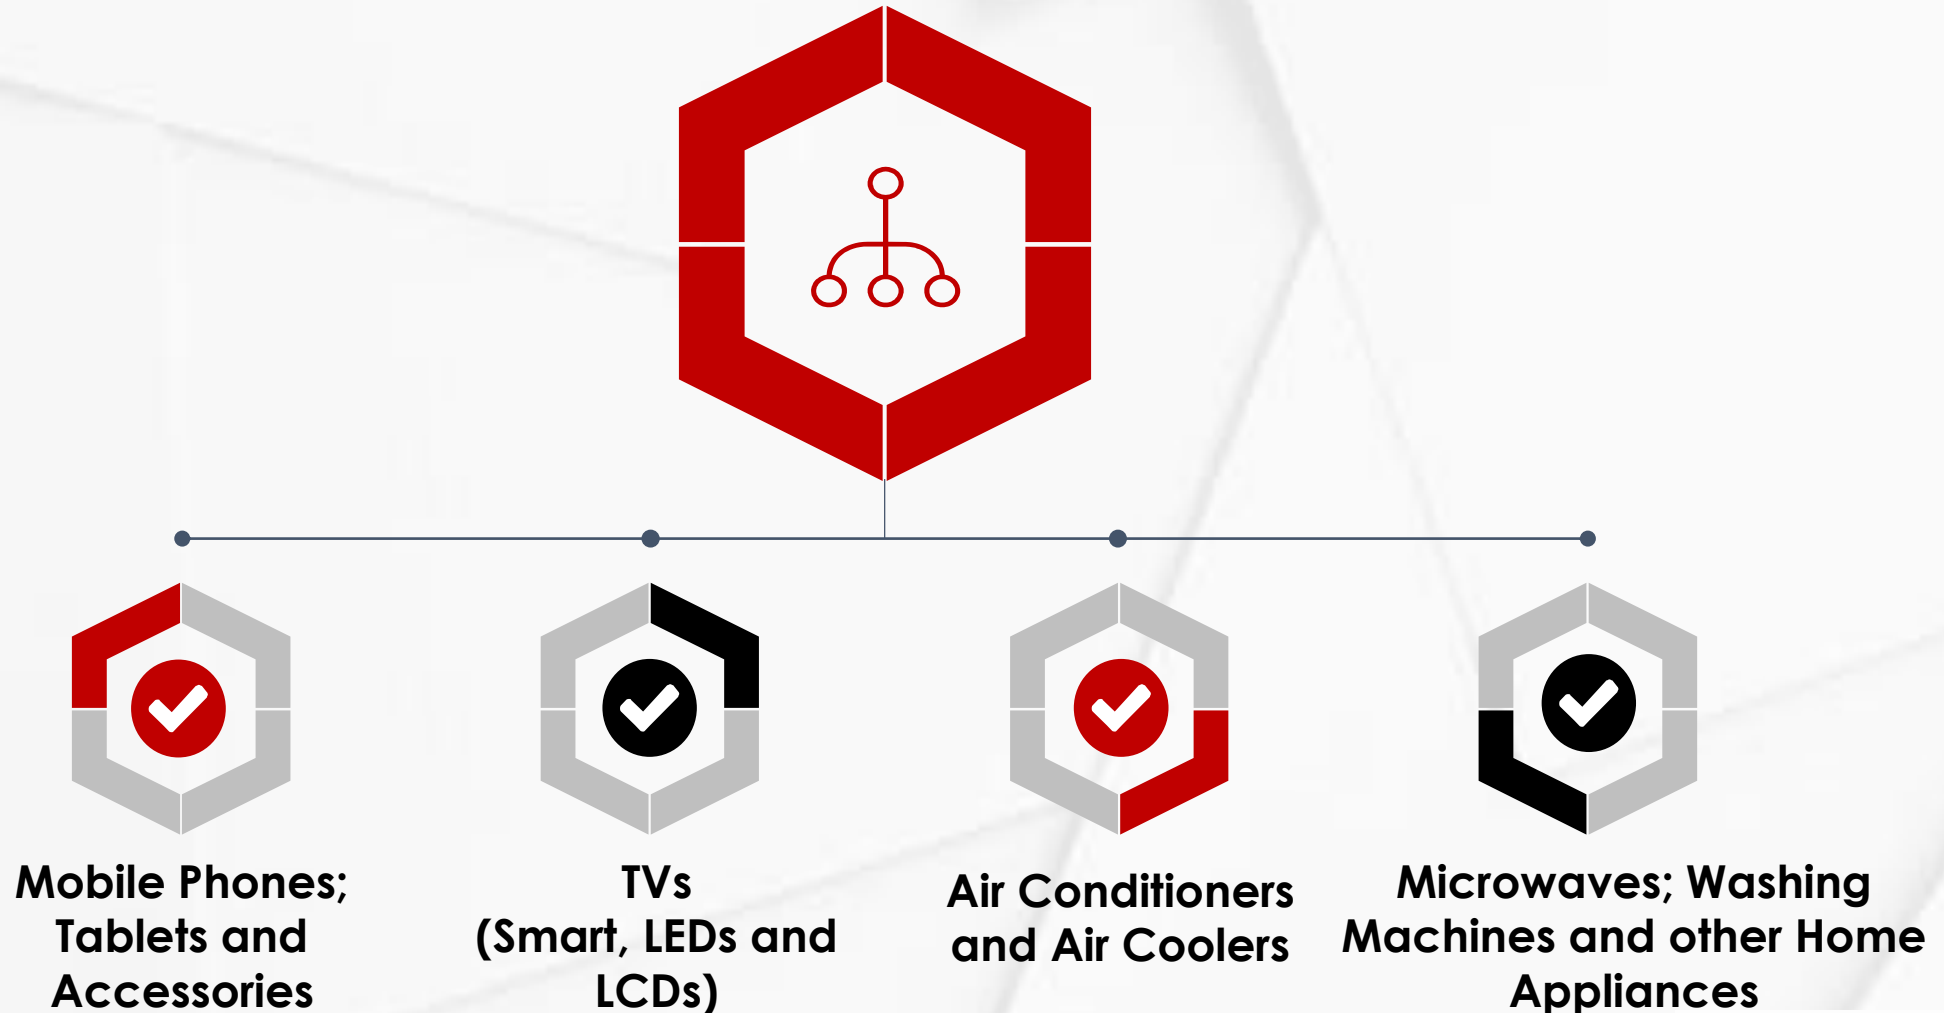 Mobile Phones;
Tablets and
Accessories
TVs
(Smart, LEDs and
LCDs)
Air Conditioners
and Air Coolers
Microwaves; Washing
Machines and other Home
Appliances